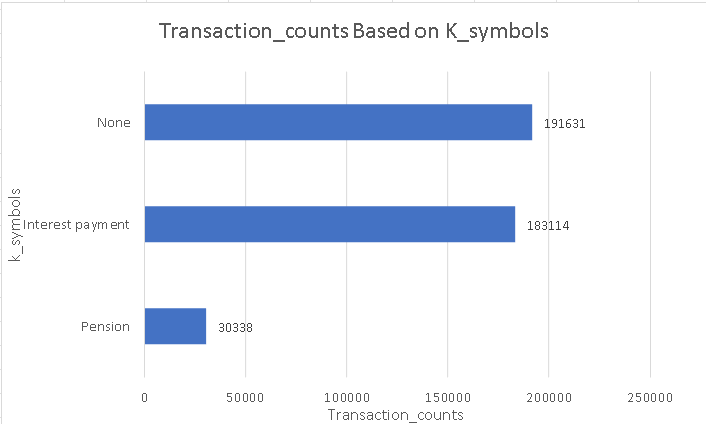 Transaction_counts Based on K_symbols
k_symbols
None
191631
Interest payment
183114
Pension
30338
0
50000
100000
150000
200000
250000
Transaction_counts